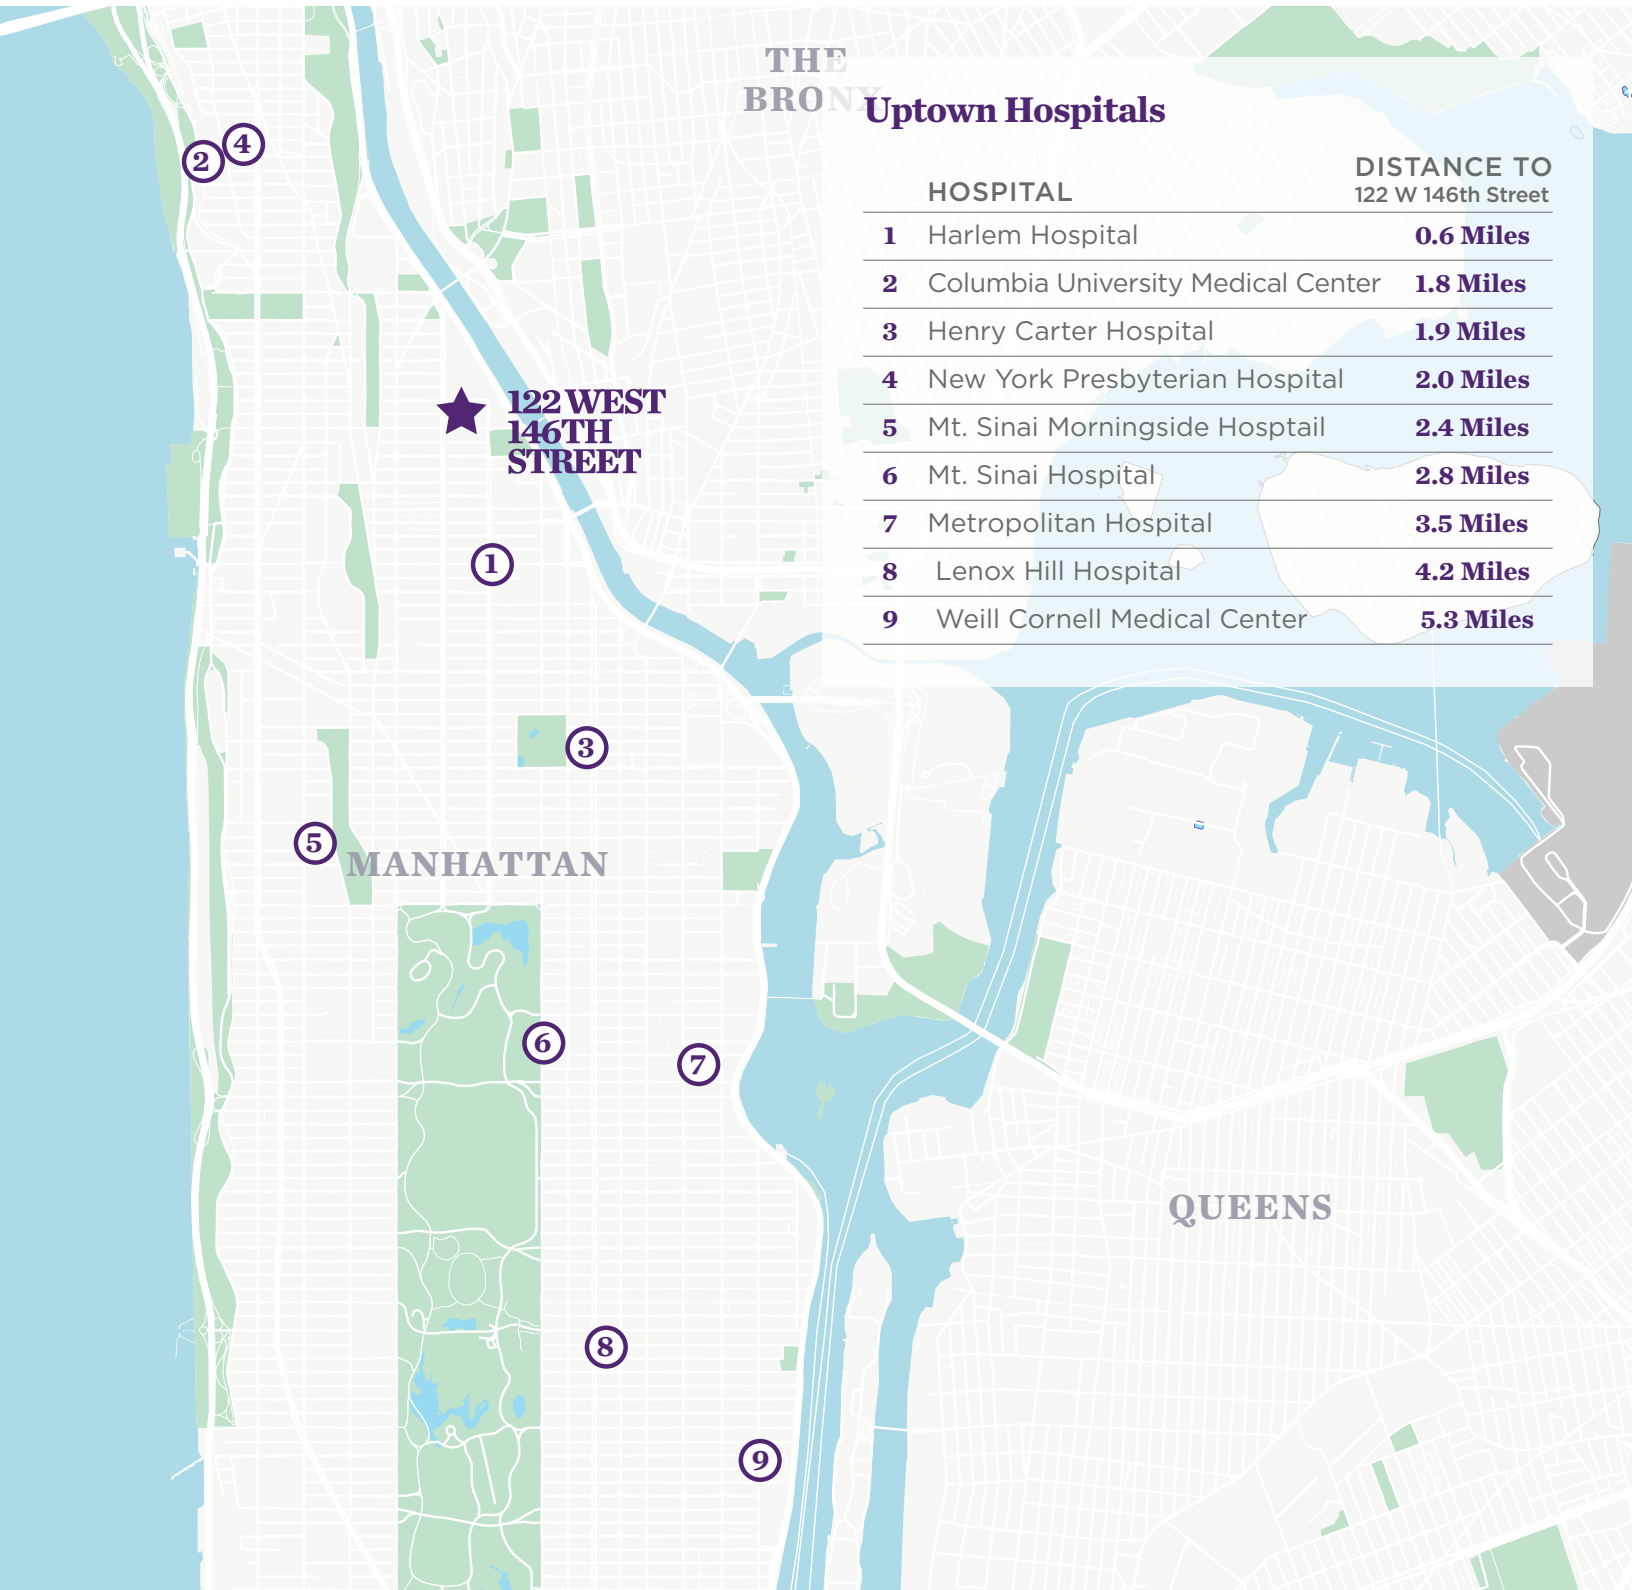 THE
BRONX
Uptown Hospitals
HOSPITAL
DISTANCE TO
122 W 146th Street
1 Harlem Hospital 0.6 Miles
2 Columbia University Medical Center 1.8 Miles
3 Henry Carter Hospital 1.9 Miles
4 New York Presbyterian Hospital 2.0 Miles
5 Mt. Sinai Morningside Hosptail 2.4 Miles
6 Mt. Sinai Hospital 2.8 Miles
7 Metropolitan Hospital 3.5 Miles
8 Lenox Hill Hospital 4.2 Miles
9 Weill Cornell Medical Center 5.3 Miles
4
2
122 WEST
146TH
STREET
1
3
5
MANHATTAN
6
7
QUEENS
8
9